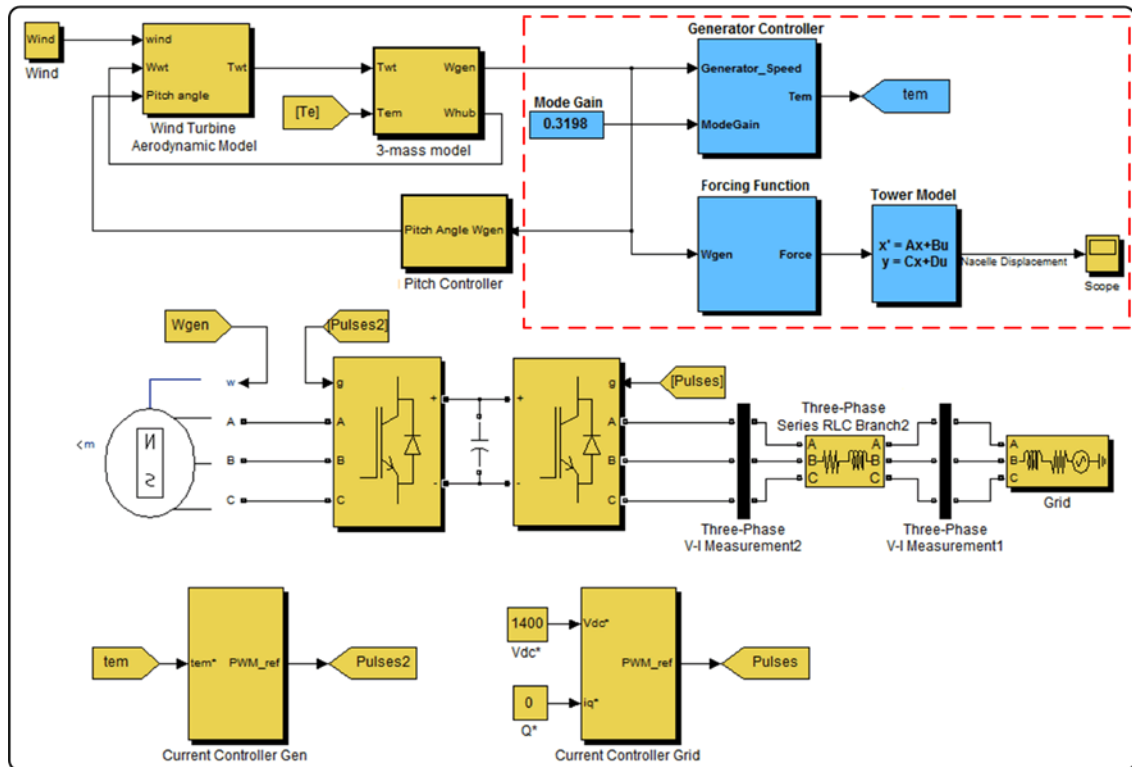 Generator Controller
Wind
wind
Wwt
Pitch angle
Twt
Wind
Wind Turbine
Aerodynamic Model
Twt
Tem
Wgen
Whub
3-mass model
[Te]
Mode Gain
0.3198
Generator_Speed
ModeGain
Tem
tem
Forcing Function
Wgen
Force
Tower Model
x' = Ax+Bu
y = Cx+Du
Nacelle Displacement
Scope
Pitch Angle Wgen
Pitch Controller
Wgen
[Pulses2]
w
A
B
C
<m
N
S
g
A
B
C
+
-
+
-
g
A
B
C
[Pulses]
Three-Phase
Series RLC Branch2
A
B
C
A
B
C
Three-Phase
V-I Measurement2
Three-Phase
V-I Measurement1
A
B
C
Grid
tem
tem*
PWM_ref
Pulses2
Current Controller Gen
1400
Vdc*
0
Q*
Vdc*
iq*
PWM_ref
Pulses
Current Controller Grid